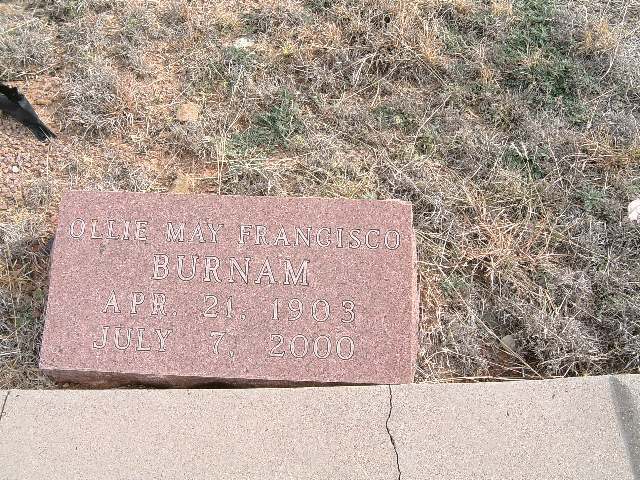 OLLIE MAY FRANCISCO
BURNAM
APR. 21, 1903
JULY 7, 2000